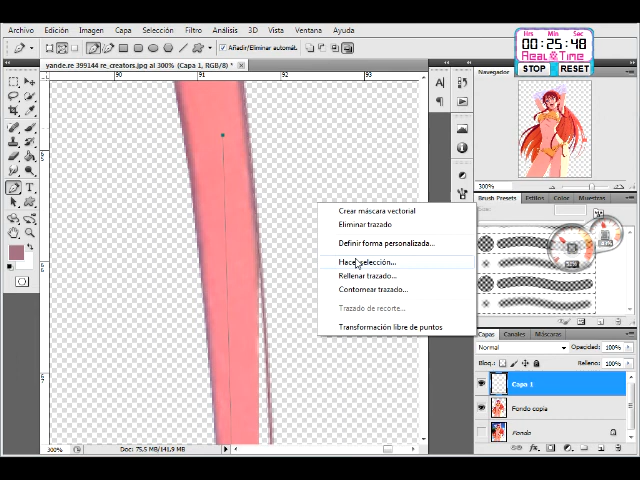 Hrs Min Sec
00:25:48
Real & Time
STOP RESET
Archivo Edición Imagen Capa Selección Filtro Análisis 3D Vista Ventana Ayuda
Añadir/Eliminar automát.
yande.re 399144 re_creators.jpg al 300% (Capa 1, RGB/8) *
90 91 92 93
Navegador
300%
Brush Presets Estilos Color Muestras
Crear máscara vectorial
Eliminar trazado
Definir forma personalizada...
Hacer selección...
Rellenar trazado...
Contornear trazado...
Trazado de recorte...
Transformación libre de puntos
Capas Canales Máscaras
Normal Opacidad: 100%
Bloq.: Relleno: 100%
Capa 1
Fondo copia
Fondo
300% Doc: 75,5 MB/141,9 MB